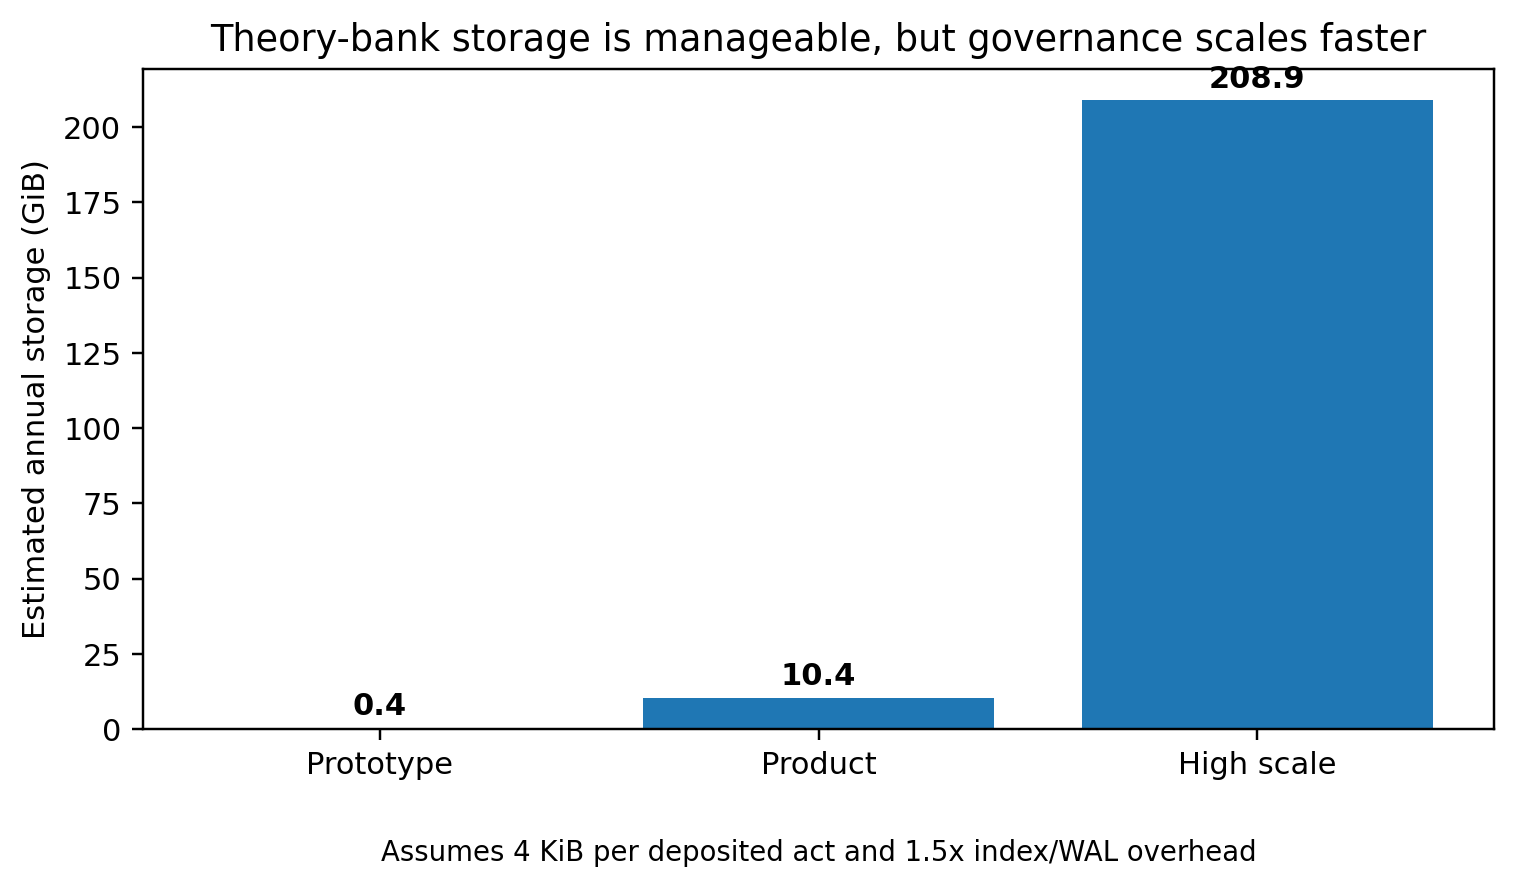 Theory-bank storage is manageable, but governance scales faster
Estimated annual storage (GiB)
200
175
150
125
100
75
50
25
0
0.4
10.4
208.9
Prototype
Product
High scale
Assumes 4 KiB per deposited act and 1.5x index/WAL overhead